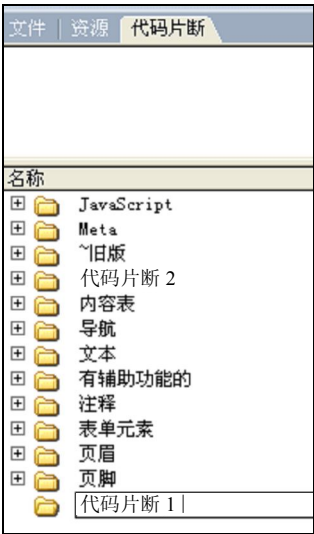 文件 | 资源 代码片断
名称
JavaScript
Meta
~旧版
代码片断 2
内容表
导航
文本
有辅助功能的
注释
表单元素
页眉
页脚
代码片断 1